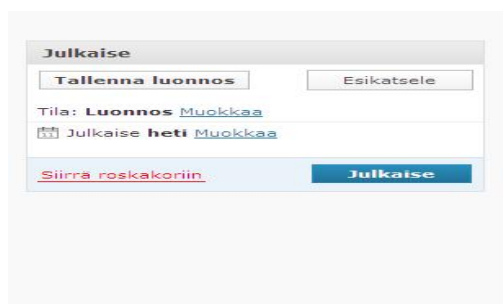 Julkaise
Tallenna luonnos Esikatsele
Tila: Luonnos Muokkaa
Julkaise heti Muokkaa
Siirrä roskakoriin Julkaise